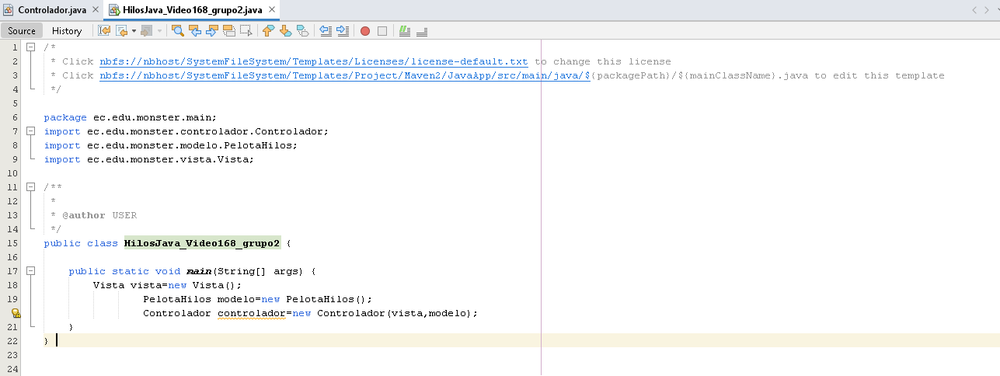 Controlador.java HilosJava_Video168_grupo2.java
Source History
1 /*
2 * Click nbfs://nbhost/SystemFileSystem/Templates/Licenses/license-default.txt to change this license
3 * Click nbfs://nbhost/SystemFileSystem/Templates/Project/Maven2/JavaApp/src/main/java/${packagePath}/${mainClassName}.java to edit this template
4 */
5
6 package ec.edu.monster.main;
7 import ec.edu.monster.controlador.Controlador;
8 import ec.edu.monster.modelo.PelotaHilos;
9 import ec.edu.monster.vista.Vista;
10
11 /**
12 *
13 * @author USER
14 */
15 public class HilosJava_Video168_grupo2 {
16
17 public static void main(String[] args) {
18 Vista vista=new Vista();
19 PelotaHilos modelo=new PelotaHilos();
Controlador controlador=new Controlador(vista,modelo);
21 }
22 }
23
24